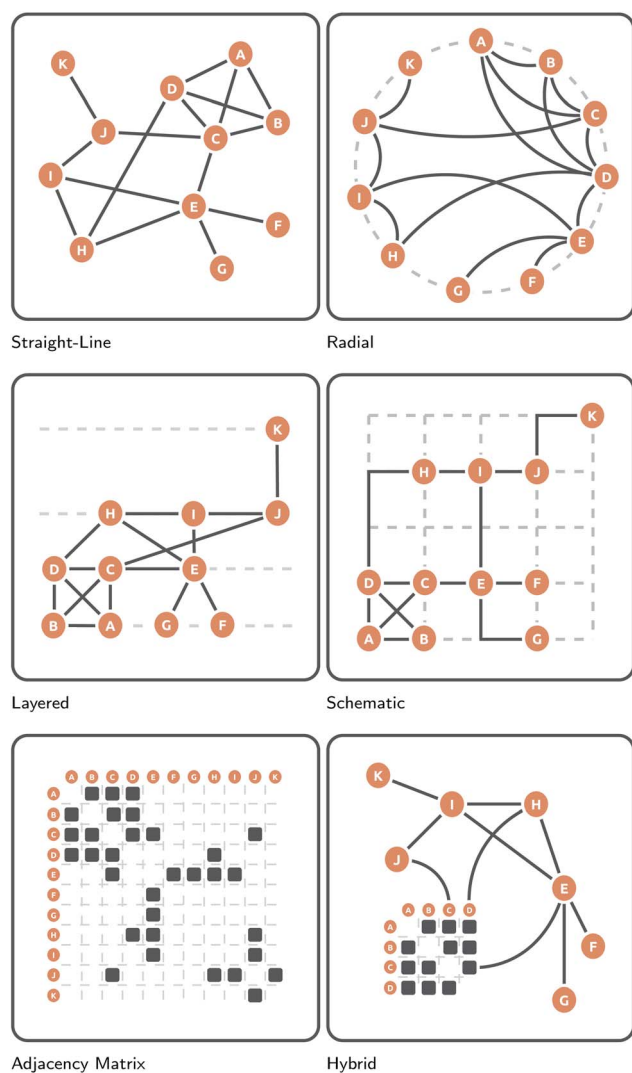 K
A
D
B
J
C
I
E
F
H
G
Straight-Line
A
B
K
C
J
D
I
E
H
F
G
Radial
K
H I J
D C E
B A G F
Layered
K
H I J
D C E F
A B G
Schematic
A B C D E F G H I J K
A
B
C
D
E
F
G
H
I
J
K
Adjacency Matrix
K
I H
J
E
A B C D
A
B
C
D
F
G
Hybrid